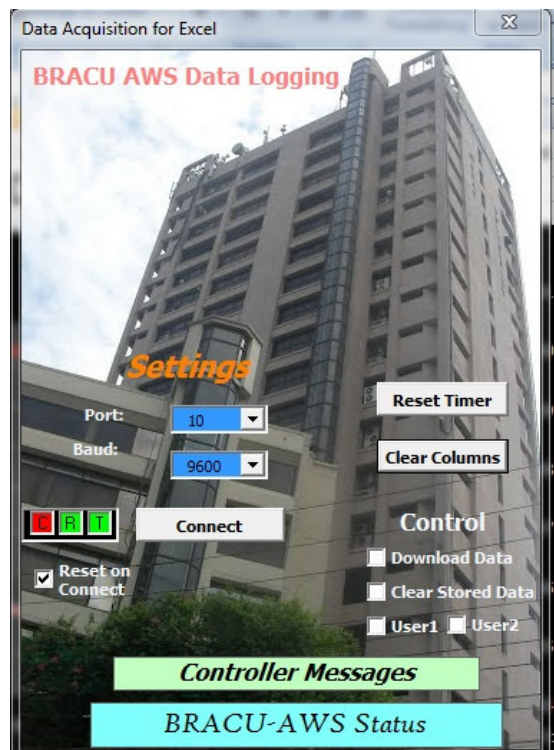 Data Acquisition for Excel
BRACU AWS Data Logging
Settings
Port:
10
Reset Timer
Baud:
9600
Clear Columns
C R T
Connect
Control
Reset on
Connect
Download Data
Clear Stored Data
User1
User2
Controller Messages
BRACU-AWS Status